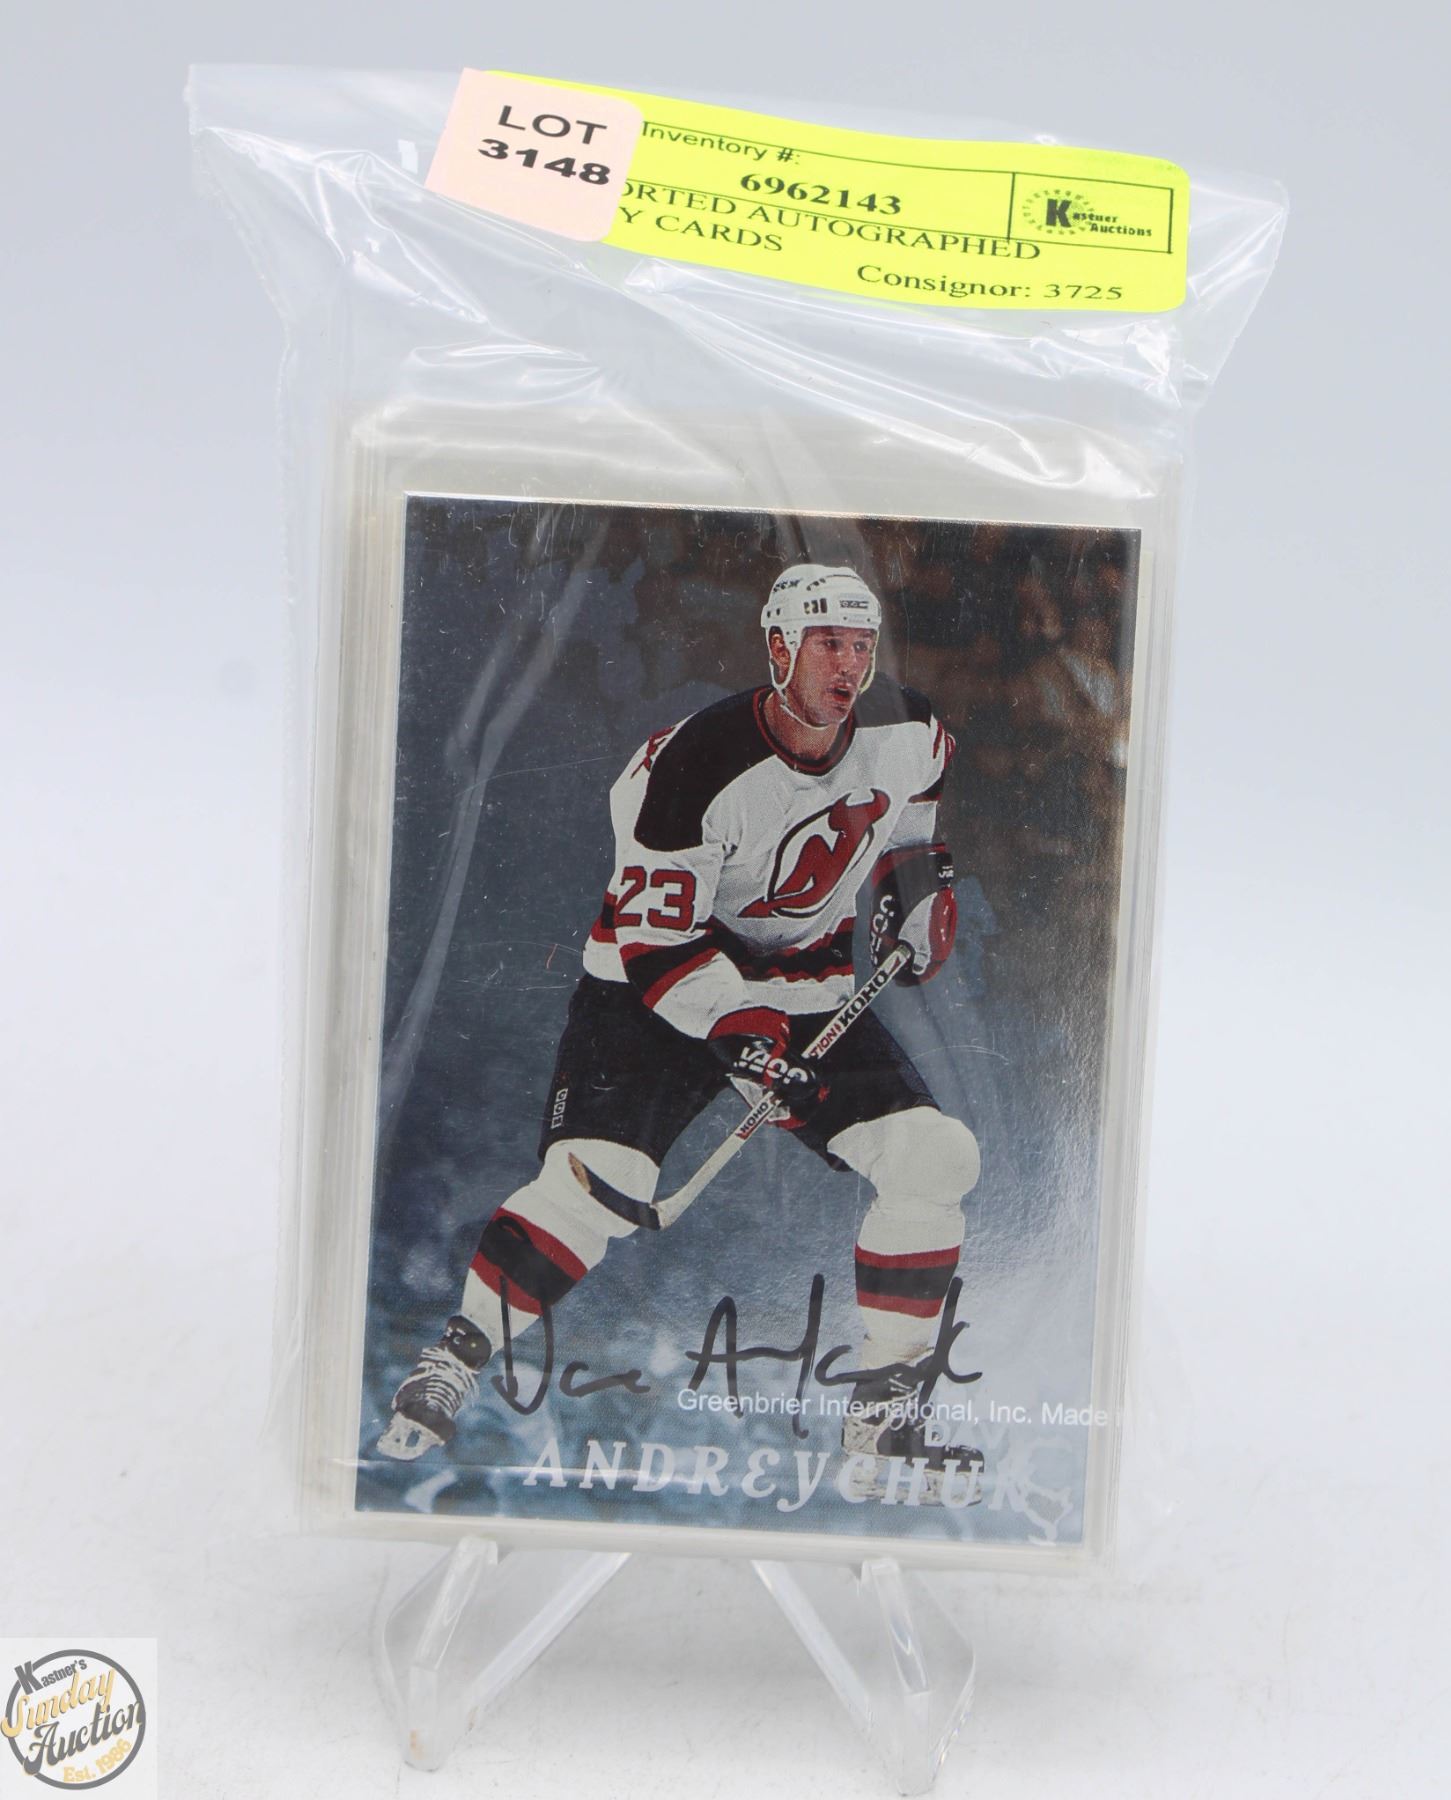 LOT
3148
Inventory #:
6962143
ORTED AUTOGRAPHED
Y CARDS
Consignor: 3725
Kastner
Auctions
23
KOHO
KOHO
Greenbrier International, Inc. Made
ANDREYCHUK
Kastner's
Sunday
Auction
Est. 1986